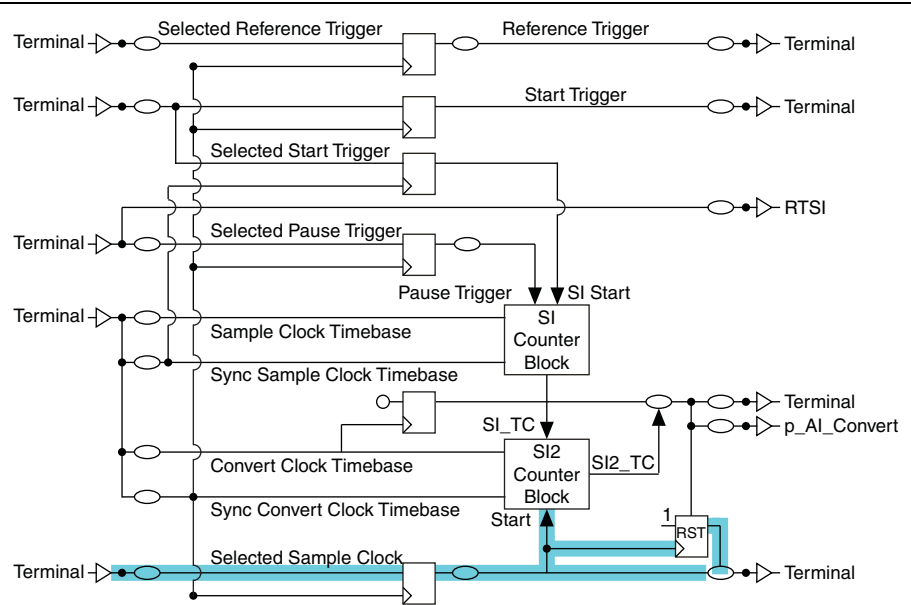 Terminal
Selected Reference Trigger
Reference Trigger
Terminal
Terminal
Start Trigger
Terminal
Selected Start Trigger
RTSI
Terminal
Selected Pause Trigger
Pause Trigger
SI Start
Terminal
Sample Clock Timebase
SI
Counter
Block
Sync Sample Clock Timebase
Terminal
SI_TC
p_AI_Convert
Convert Clock Timebase
SI2
Counter
Block
SI2_TC
Sync Convert Clock Timebase
Start
1
RST
Selected Sample Clock
Terminal
Terminal